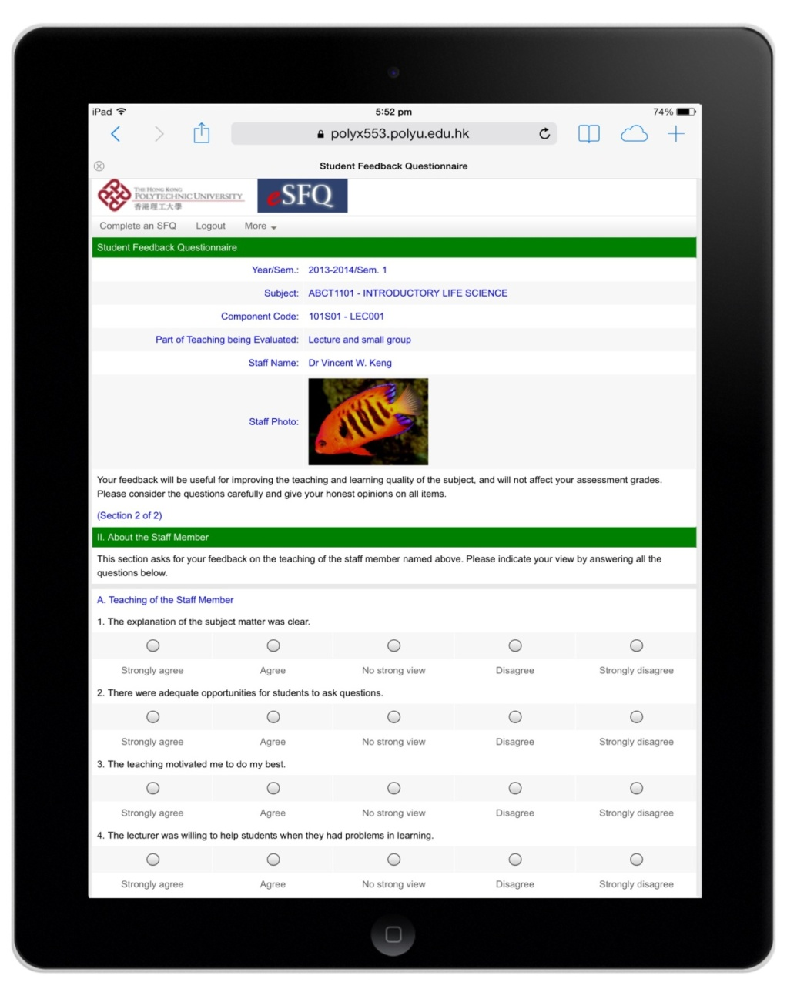 iPad 5:52 pm 74%
polyx553.polyu.edu.hk
Student Feedback Questionnaire
THE HONG KONG
POLYTECHNIC UNIVERSITY
香港理工大學
eSFQ
Complete an SFQ Logout More
Student Feedback Questionnaire
Year/Sem.: 2013-2014/Sem. 1
Subject: ABCT1101 - INTRODUCTORY LIFE SCIENCE
Component Code: 101S01 - LEC001
Part of Teaching being Evaluated: Lecture and small group
Staff Name: Dr Vincent W. Keng
Staff Photo:
Your feedback will be useful for improving the teaching and learning quality of the subject, and will not affect your assessment grades.
Please consider the questions carefully and give your honest opinions on all items.
(Section 2 of 2)
II. About the Staff Member
This section asks for your feedback on the teaching of the staff member named above. Please indicate your view by answering all the
questions below.
A. Teaching of the Staff Member
1. The explanation of the subject matter was clear.
Strongly agree Agree No strong view Disagree Strongly disagree
2. There were adequate opportunities for students to ask questions.
Strongly agree Agree No strong view Disagree Strongly disagree
3. The teaching motivated me to do my best.
Strongly agree Agree No strong view Disagree Strongly disagree
4. The lecturer was willing to help students when they had problems in learning.
Strongly agree Agree No strong view Disagree Strongly disagree